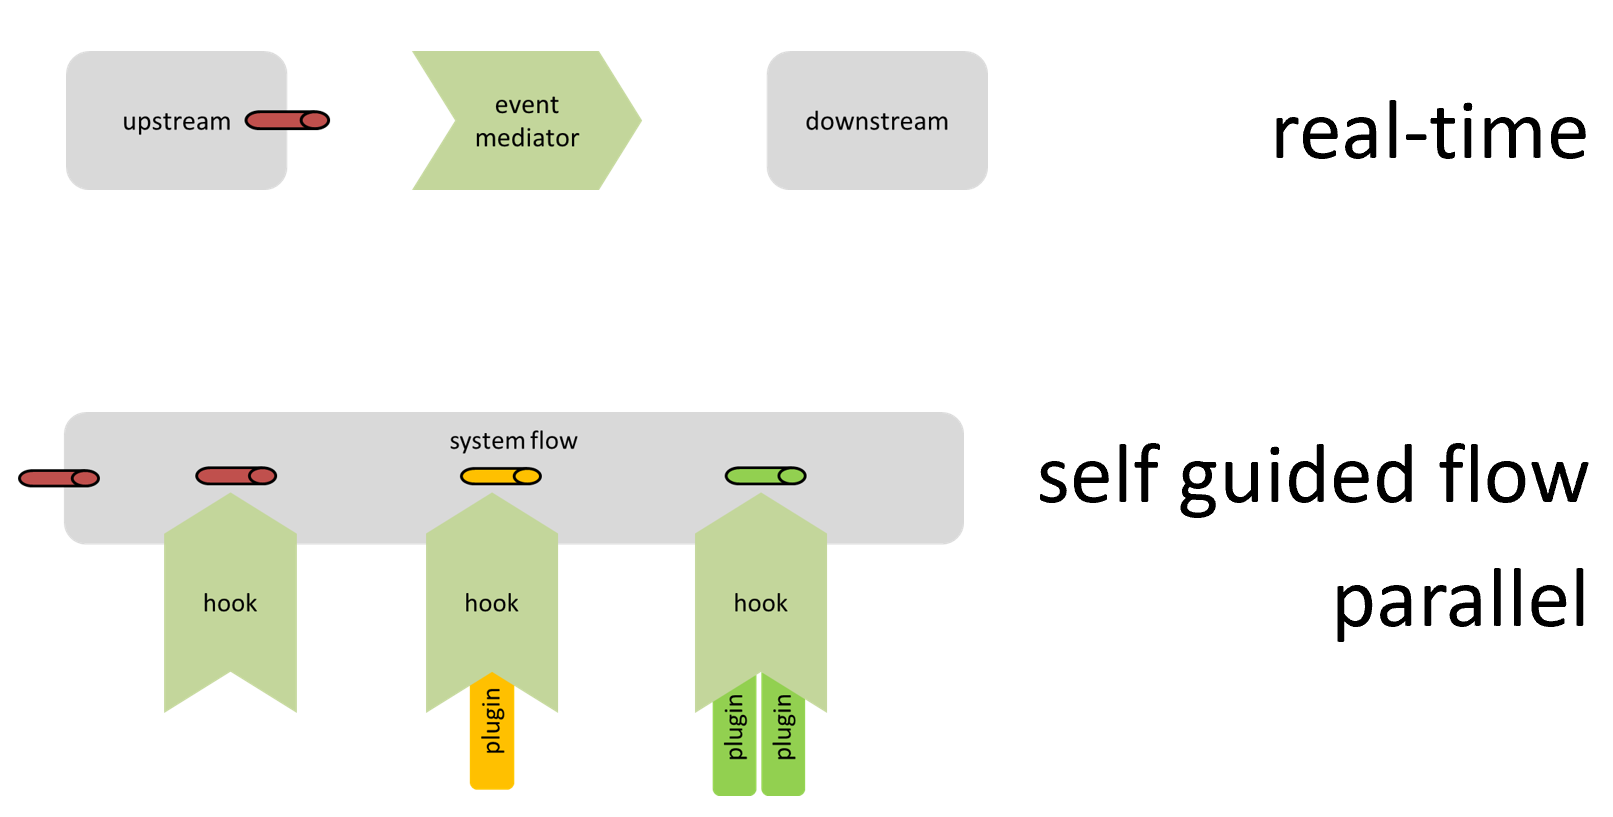 upstream
event
mediator
downstream
real-time
system flow
self guided flow
hook
hook
hook
parallel
plugin
plugin
plugin